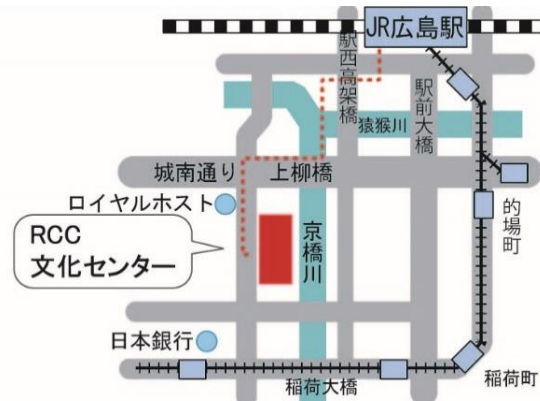 JR広島駅
駅西高架橋
猿猴川
駅前大橋
城南通り
上柳橋
ロイヤルホスト
的場町
RCC
文化センター
京橋川
日本銀行
稲荷大橋
稲荷町